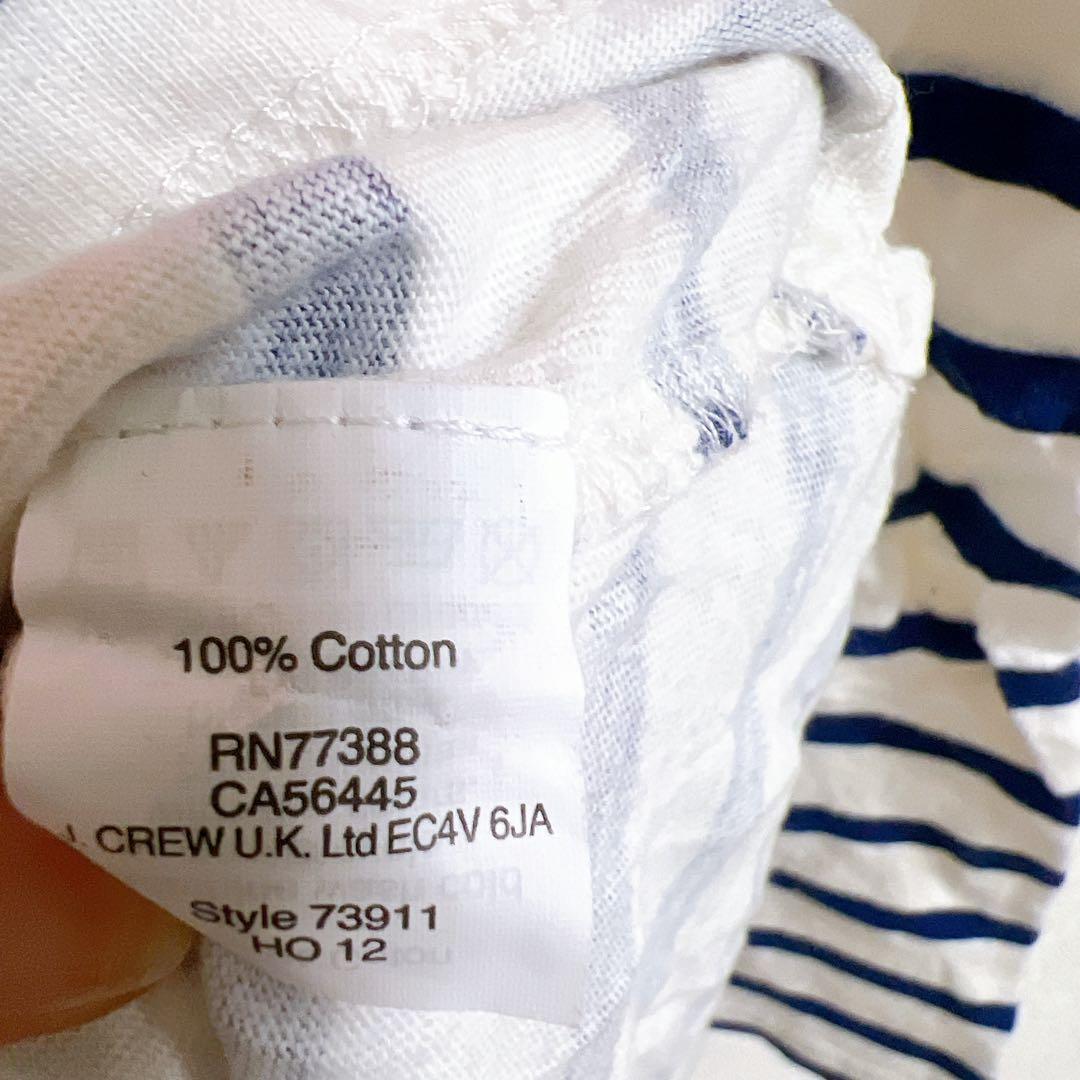 100% Cotton
RN77388
CA56445
J. CREW U.K. Ltd EC4V 6JA
Style 73911
HO 12